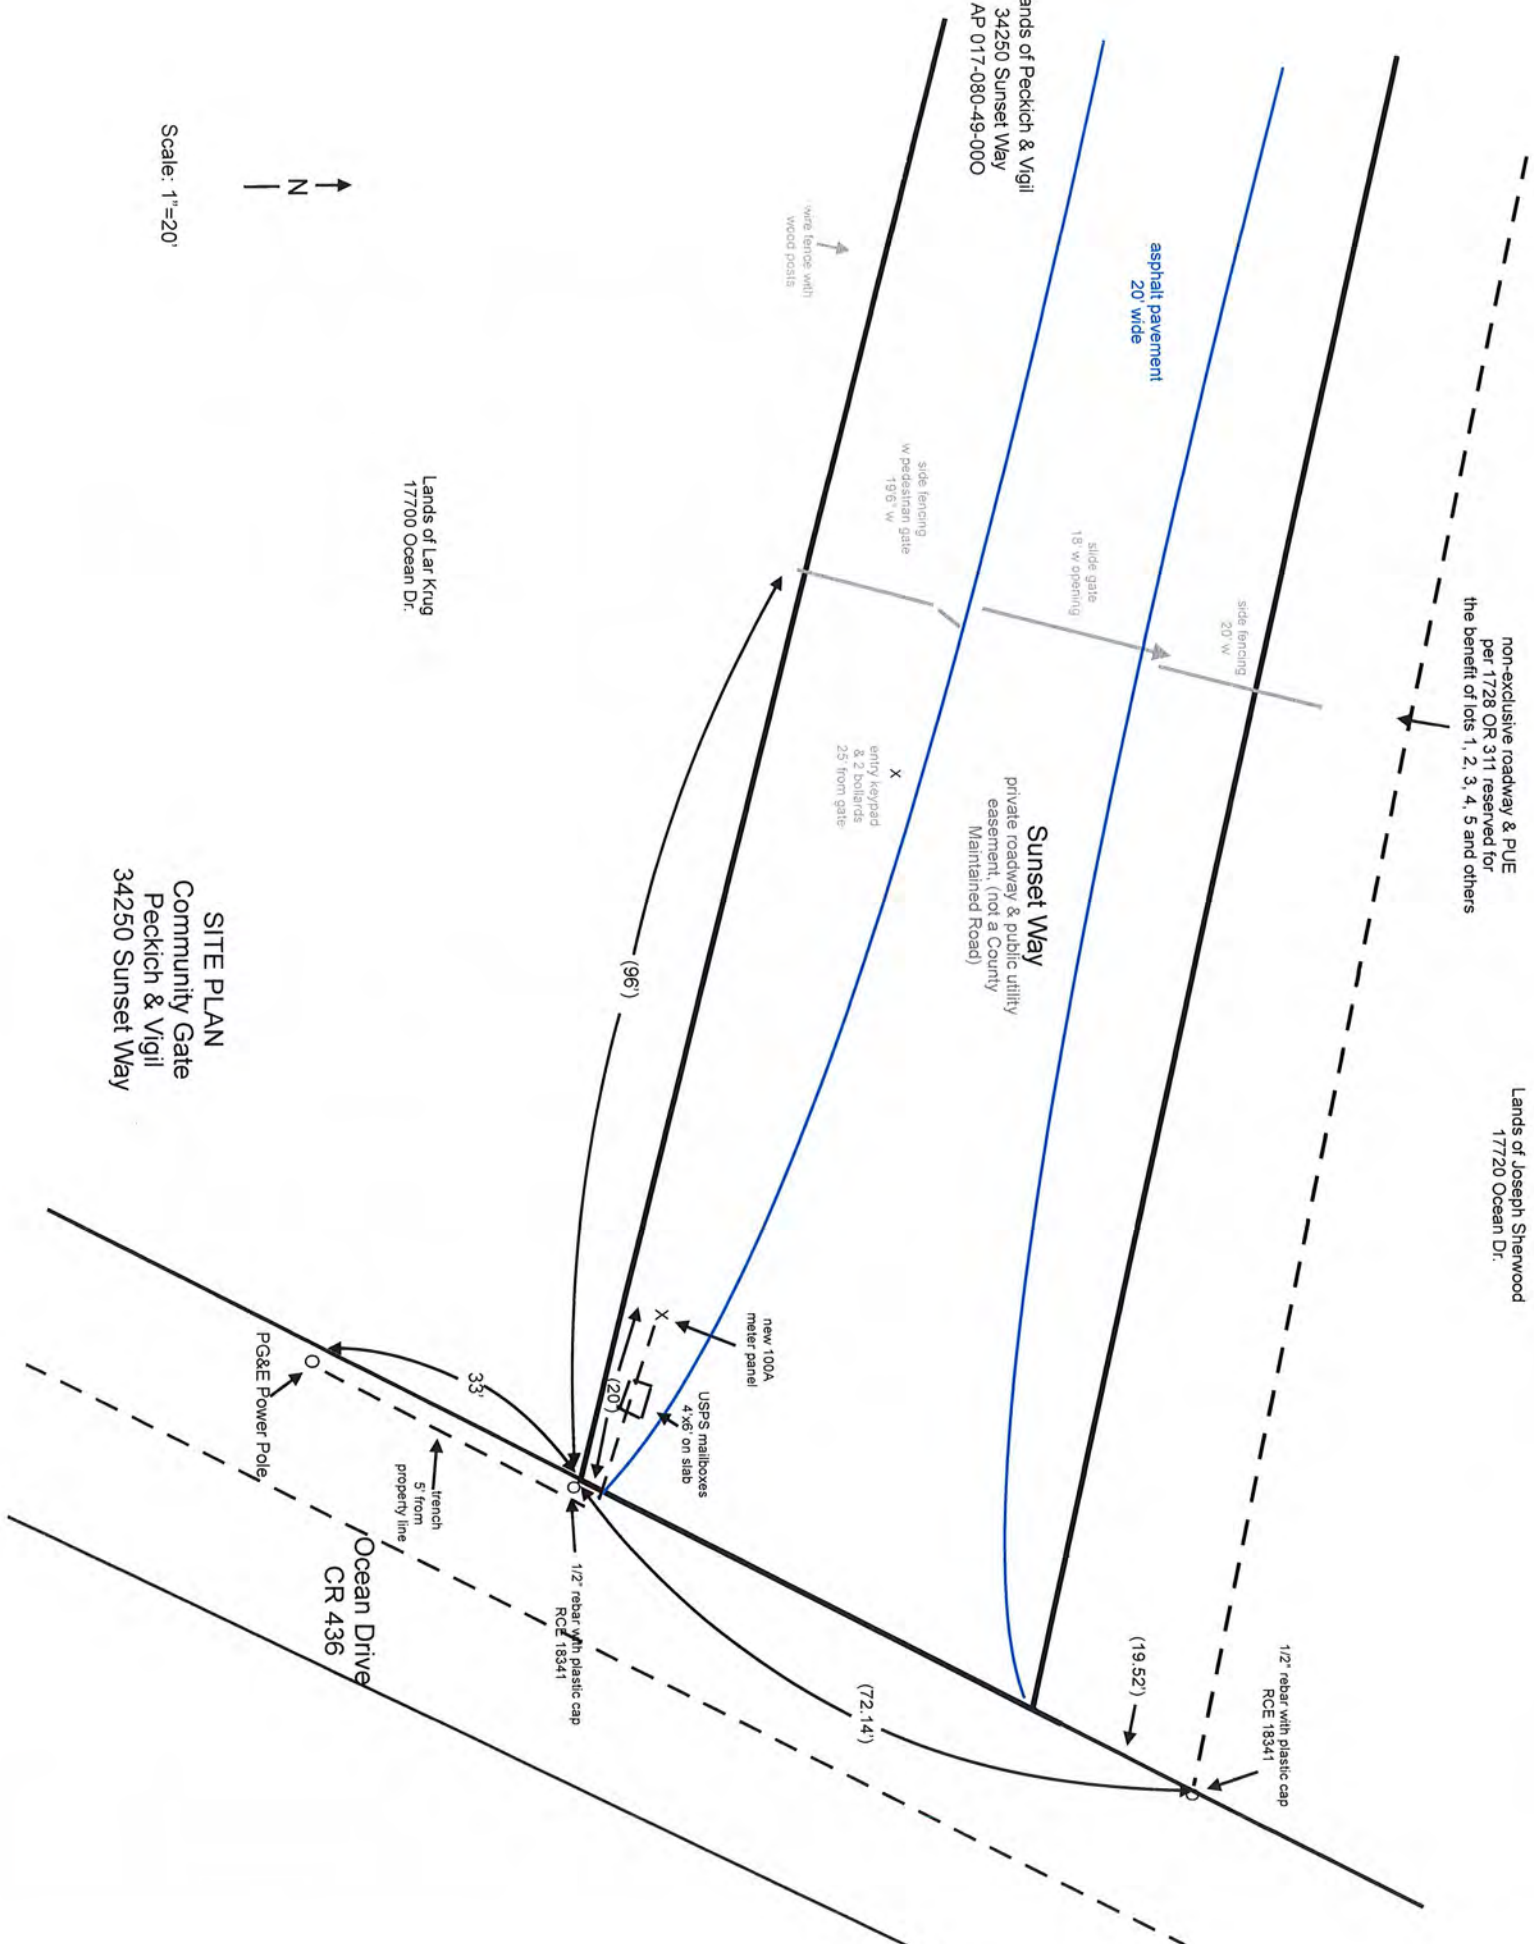 non-exclusive roadway & PUE
per 1728 OR 311 reserved for
the benefit of lots 1, 2, 3, 4, 5 and others
Lands of Joseph Sherwood
17720 Ocean Dr.
1/2" rebar with plastic cap
RCE 18341
(19.52')
asphalt pavement
20' wide
side fencing
20' w
slide gate
18' w opening
Sunset Way
private roadway & public utility
easement, (not a County
Maintained Road)
ands of Peckich & Vigil
34250 Sunset Way
AP 017-080-49-00O
side fencing
w pedestrian gate
19'6" w
X
entry keypad
& 2 bollards
25' from gate
(72.14')
wire fence with
wood posts
new 100A
meter panel
USPS mailboxes
4'x6' on slab
X
(20')
(96')
1/2" rebar with plastic cap
RCE 18341
33'
Lands of Lar Krug
17700 Ocean Dr.
trench
5' from
property line
Ocean Drive
CR 436
PG&E Power Pole
N
Scale: 1"=20'
SITE PLAN
Community Gate
Peckich & Vigil
34250 Sunset Way